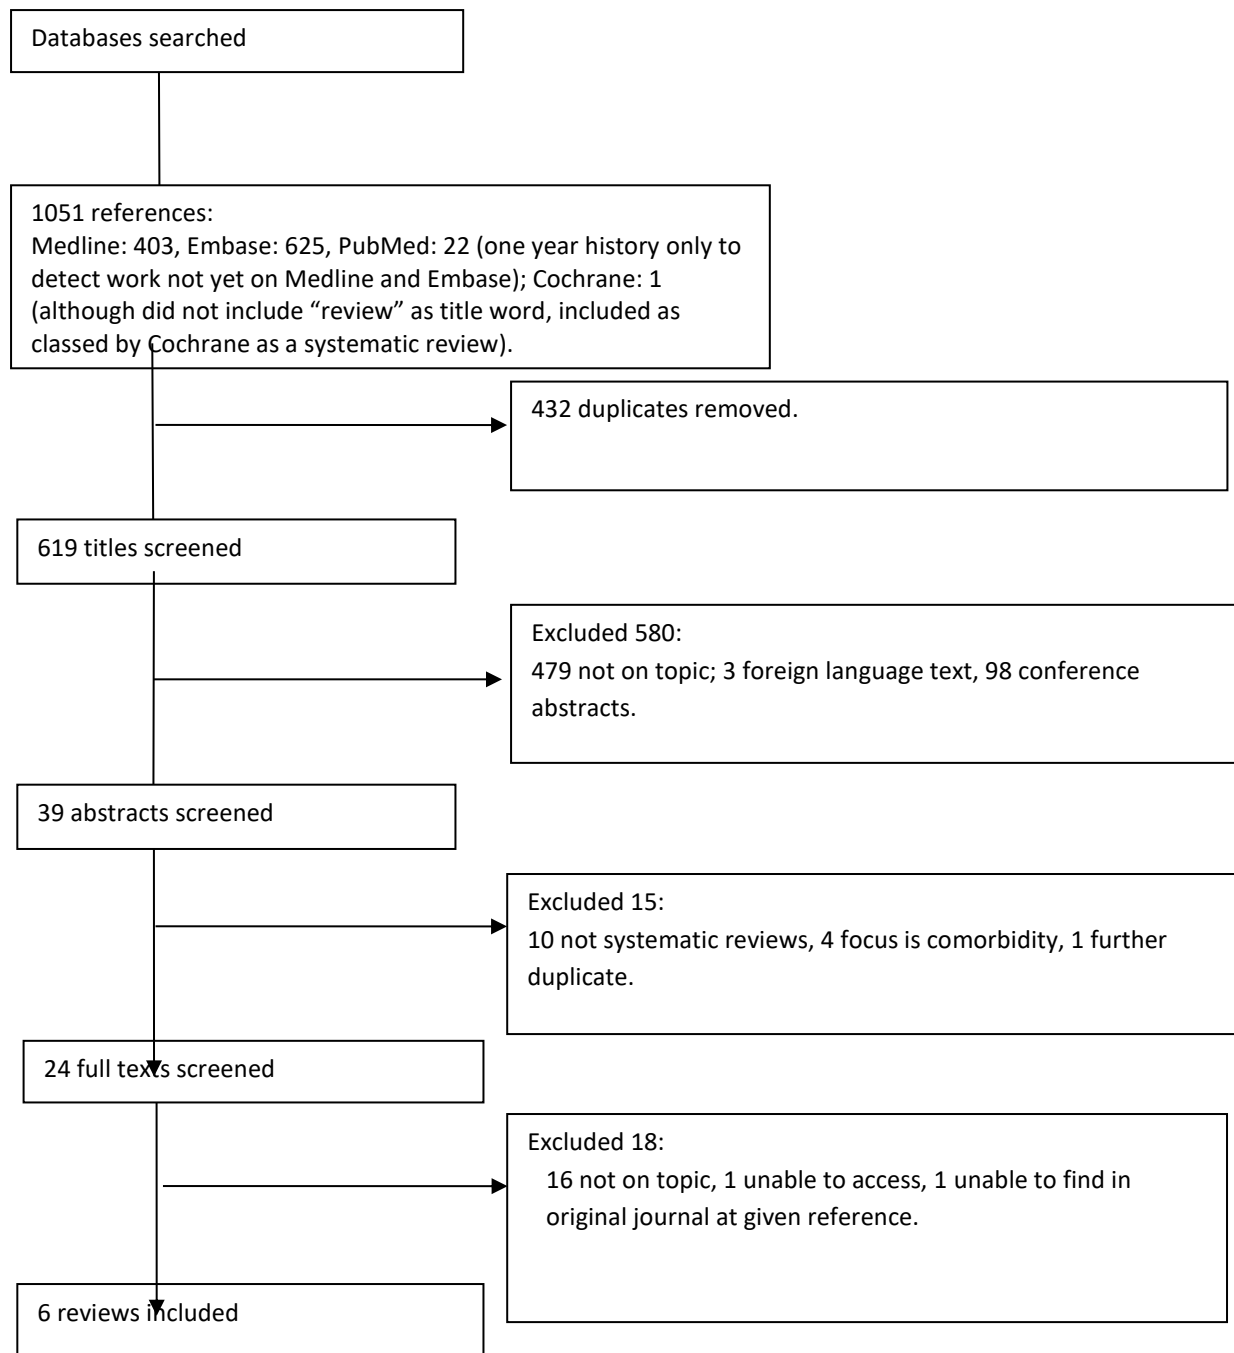 Databases searched
1051 references:
Medline: 403, Embase: 625, PubMed: 22 (one year history only to
detect work not yet on Medline and Embase); Cochrane: 1
(although did not include “review” as title word, included as
classed by Cochrane as a systematic review).
432 duplicates removed.
619 titles screened
Excluded 580:
479 not on topic; 3 foreign language text, 98 conference
abstracts.
39 abstracts screened
Excluded 15:
10 not systematic reviews, 4 focus is comorbidity, 1 further
duplicate.
24 full texts screened
Excluded 18:
16 not on topic, 1 unable to access, 1 unable to find in
original journal at given reference.
6 reviews included